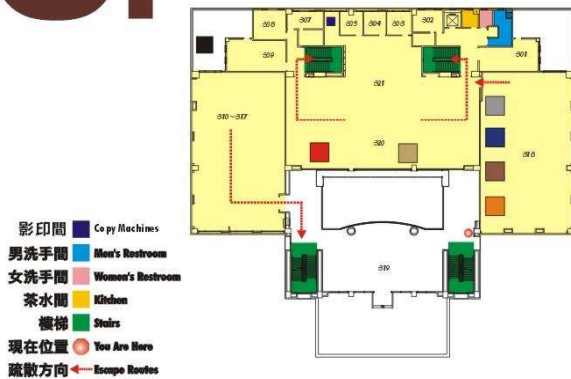 308
307
305
304
303
302
301
309
321
310~317
320
318
319
影印間 Copy Machines
男洗手間 Men's Restroom
女洗手間 Women's Restroom
茶水間 Kitchen
樓梯 Stairs
現在位置 You Are Here
疏散方向 Escape Routes